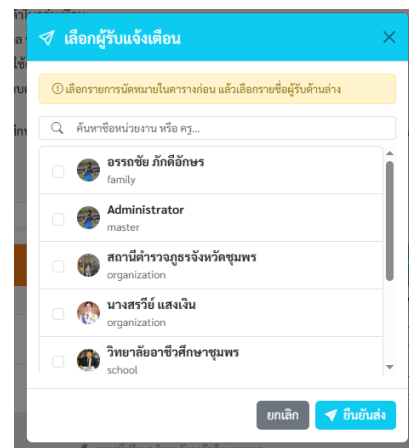 เลือกผู้รับแจ้งเตือน
เลือกรายการนัดหมายในตารางก่อน แล้วเลือกรายชื่อผู้รับด้านล่าง
ค้นหาชื่อหน่วยงาน หรือ ครู...
อรรถชัย ภักดีอักษร
family
Administrator
master
สถานีตำรวจภูธรจังหวัดชุมพร
organization
นางสรวีย์ แสงเงิน
organization
วิทยาลัยอาชีวศึกษาชุมพร
school
ยกเลิก
ยืนยันส่ง